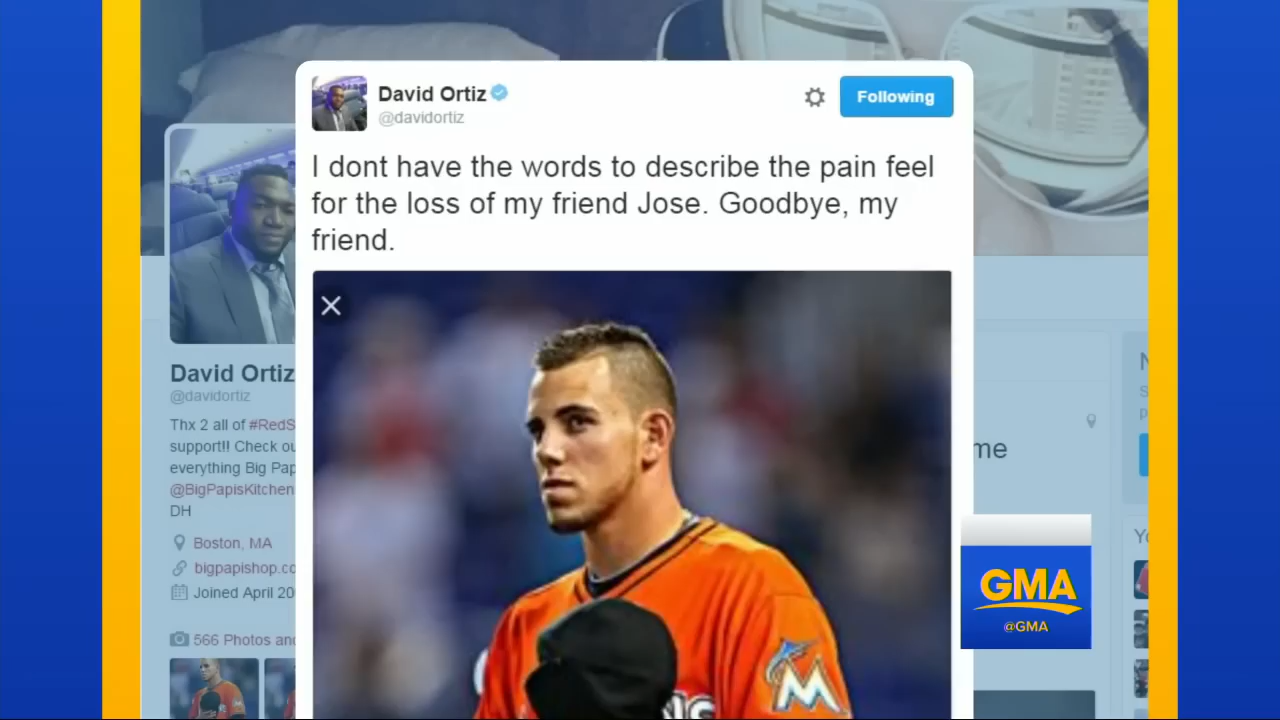 David Ortiz
@davidortiz
Following
I dont have the words to describe the pain feel
for the loss of my friend Jose. Goodbye, my
friend.
David Ortiz
@davidortiz
Thx 2 all of #RedS
support!! Check ou
everything Big Pap
@BigPapisKitchen
DH
Boston, MA
bigpapishop.co
Joined April 20
566 Photos and
me
GMA
@GMA
M